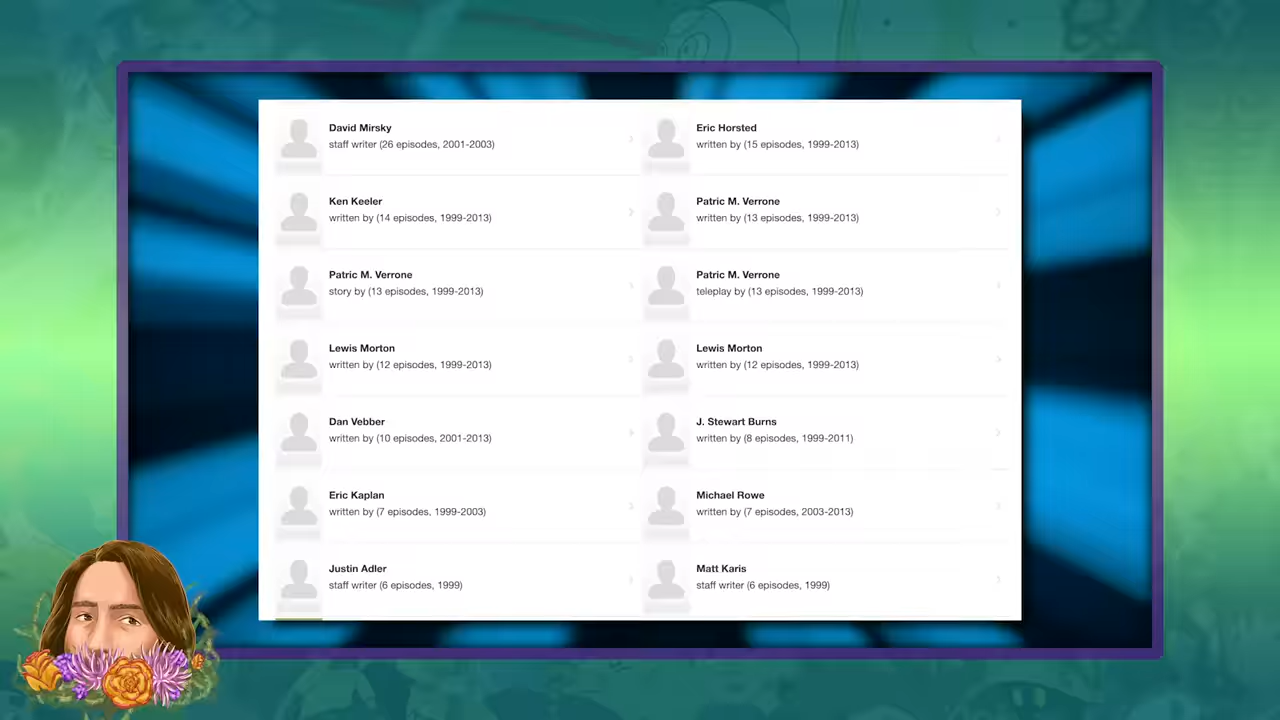 David Mirsky
staff writer (26 episodes, 2001-2003)
Eric Horsted
written by (15 episodes, 1999-2013)
Ken Keeler
written by (14 episodes, 1999-2013)
Patric M. Verrone
written by (13 episodes, 1999-2013)
Patric M. Verrone
story by (13 episodes, 1999-2013)
Patric M. Verrone
teleplay by (13 episodes, 1999-2013)
Lewis Morton
written by (12 episodes, 1999-2013)
Lewis Morton
written by (12 episodes, 1999-2013)
Dan Vebber
written by (10 episodes, 2001-2013)
J. Stewart Burns
written by (8 episodes, 1999-2011)
Eric Kaplan
written by (7 episodes, 1999-2003)
Michael Rowe
written by (7 episodes, 2003-2013)
Justin Adler
staff writer (6 episodes, 1999)
Matt Karis
staff writer (6 episodes, 1999)